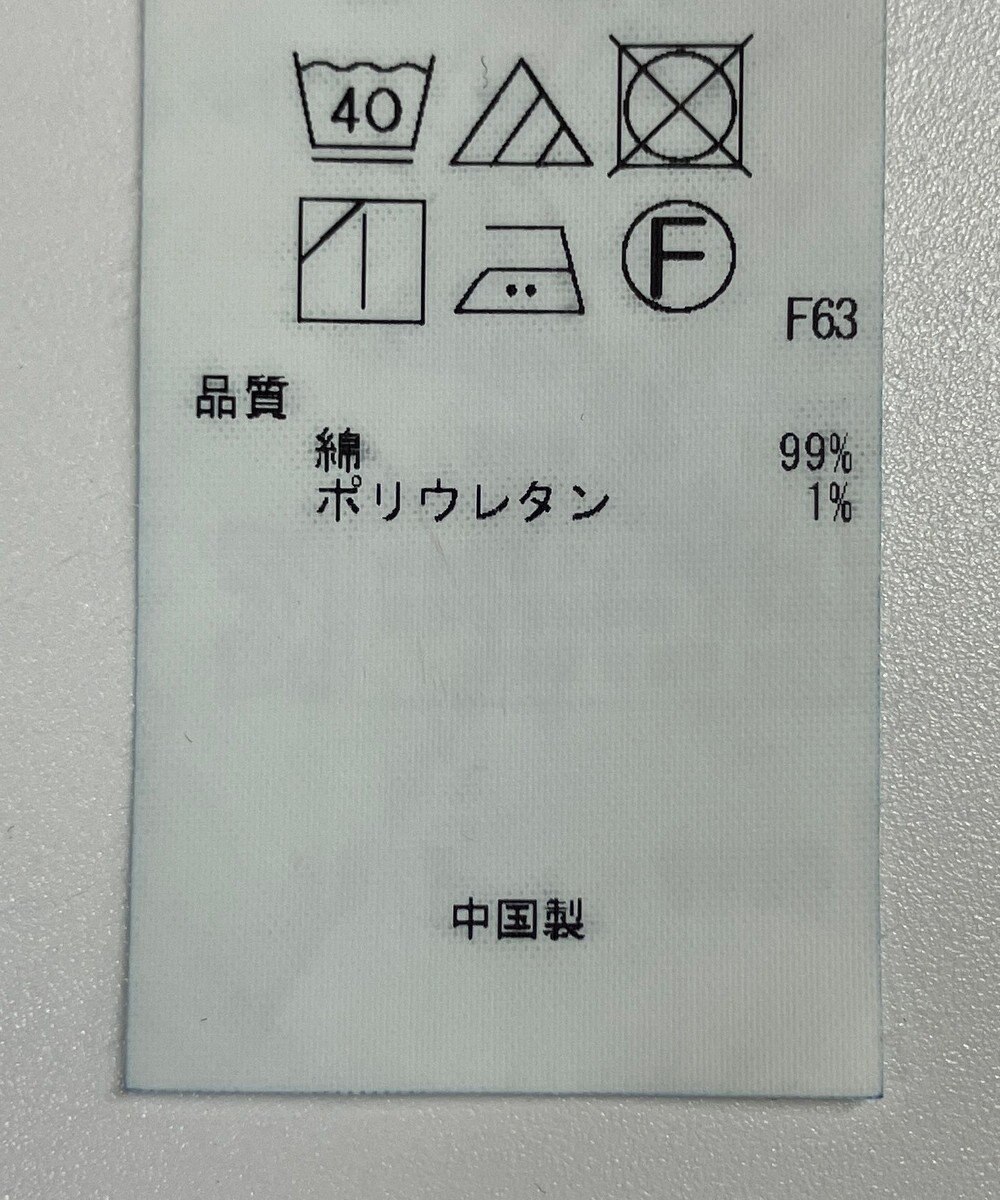 40
F
F63
品質
綿 99%
ポリウレタン 1%
中国製